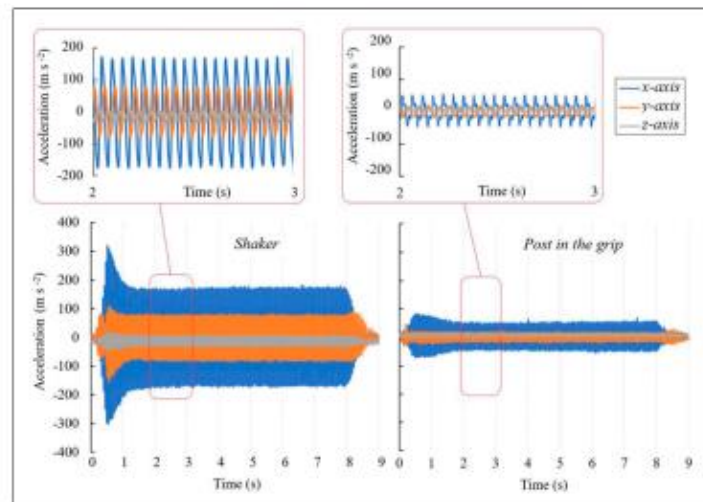 200
100
0
-100
-200
Acceleration (m s -2)
2
3
Time (s)
200
100
0
-100
-200
Acceleration (m s -2)
2
3
Time (s)
x-axis
y-axis
z-axis
400
300
200
100
0
-100
-200
-300
-400
Acceleration (m s -2)
Shaker
0 1 2 3 4 5 6 7 8 9
Time (s)
Post in the grip
0 1 2 3 4 5 6 7 8 9
Time (s)